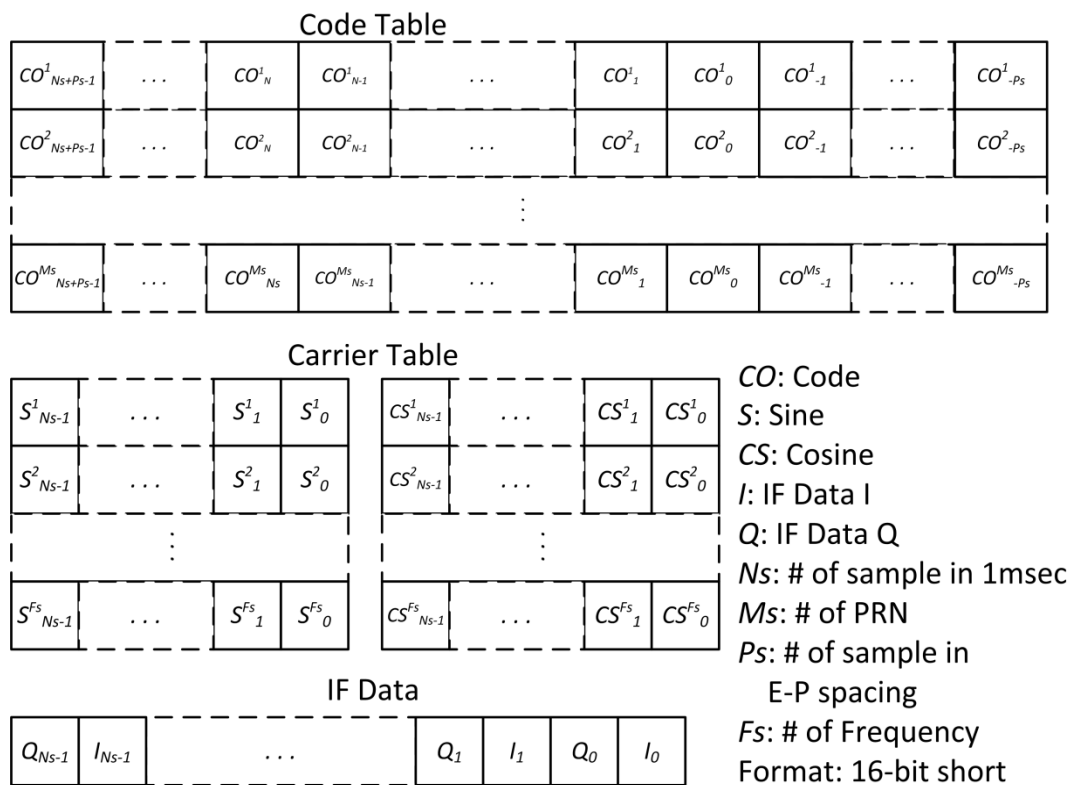 Code Table
CO¹Ns+Ps-1 . . . CO¹N CO¹N-1 . . . CO¹1 CO¹0 CO¹-1 . . . CO¹-Ps
CO²Ns+Ps-1 . . . CO²N CO²N-1 . . . CO²1 CO²0 CO²-1 . . . CO²-Ps
. . .
COMsNs+Ps-1 . . . COMsNs COMsNs-1 . . . COMs1 COMs0 COMs-1 . . . COMs-Ps
Carrier Table
S¹Ns-1 . . . S¹1 S¹0 CS¹Ns-1 . . . CS¹1 CS¹0
S²Ns-1 . . . S²1 S²0 CS²Ns-1 . . . CS²1 CS²0
. . . . . .
SFsNs-1 . . . SFs1 SFs0 CSFsNs-1 . . . CSFs1 CSFs0
IF Data
QNs-1 INs-1 . . . Q1 I1 Q0 I0
CO: Code
S: Sine
CS: Cosine
I: IF Data I
Q: IF Data Q
Ns: # of sample in 1msec
Ms: # of PRN
Ps: # of sample in
E-P spacing
Fs: # of Frequency
Format: 16-bit short